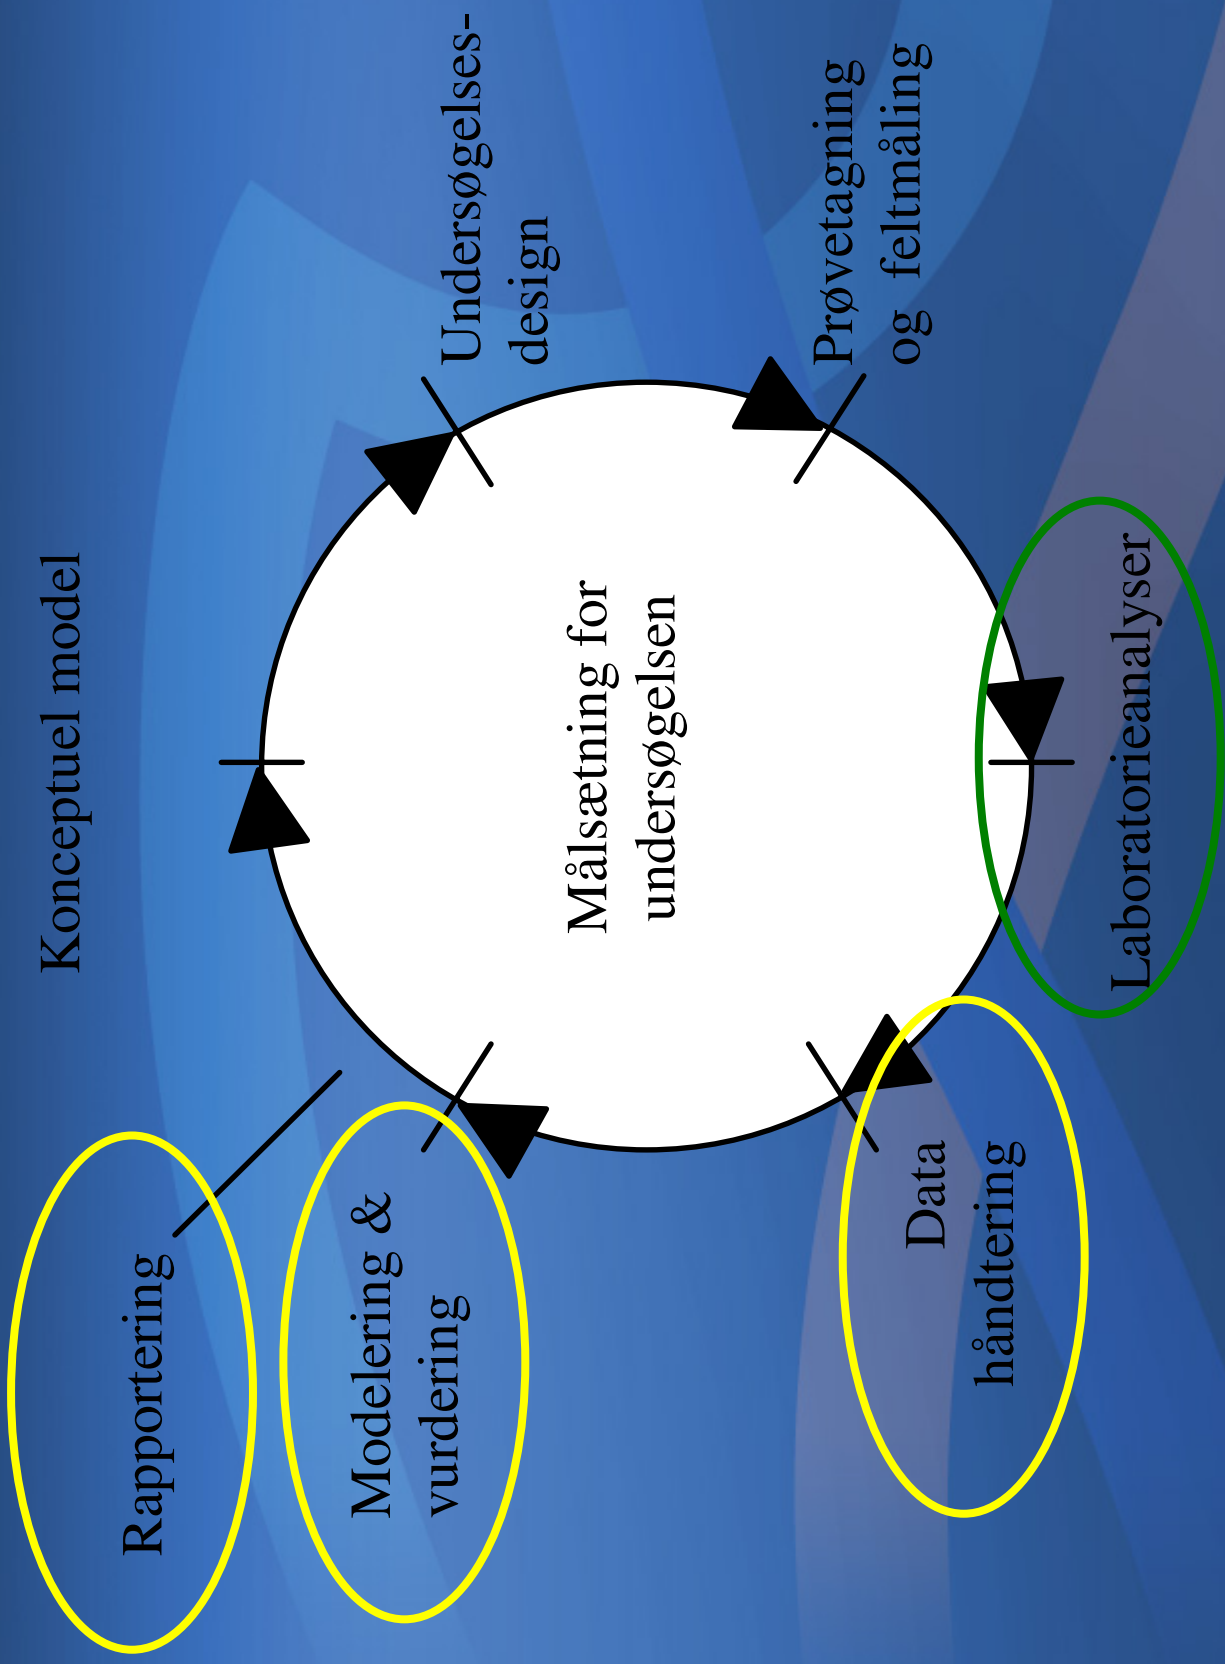 Konceptuel model
Rapportering
Undersøgelses-
design
Modelering &
vurdering
Målsætning for
undersøgelsen
Prøvetagning
og feltmåling
Data
håndtering
Laboratorieanalyser